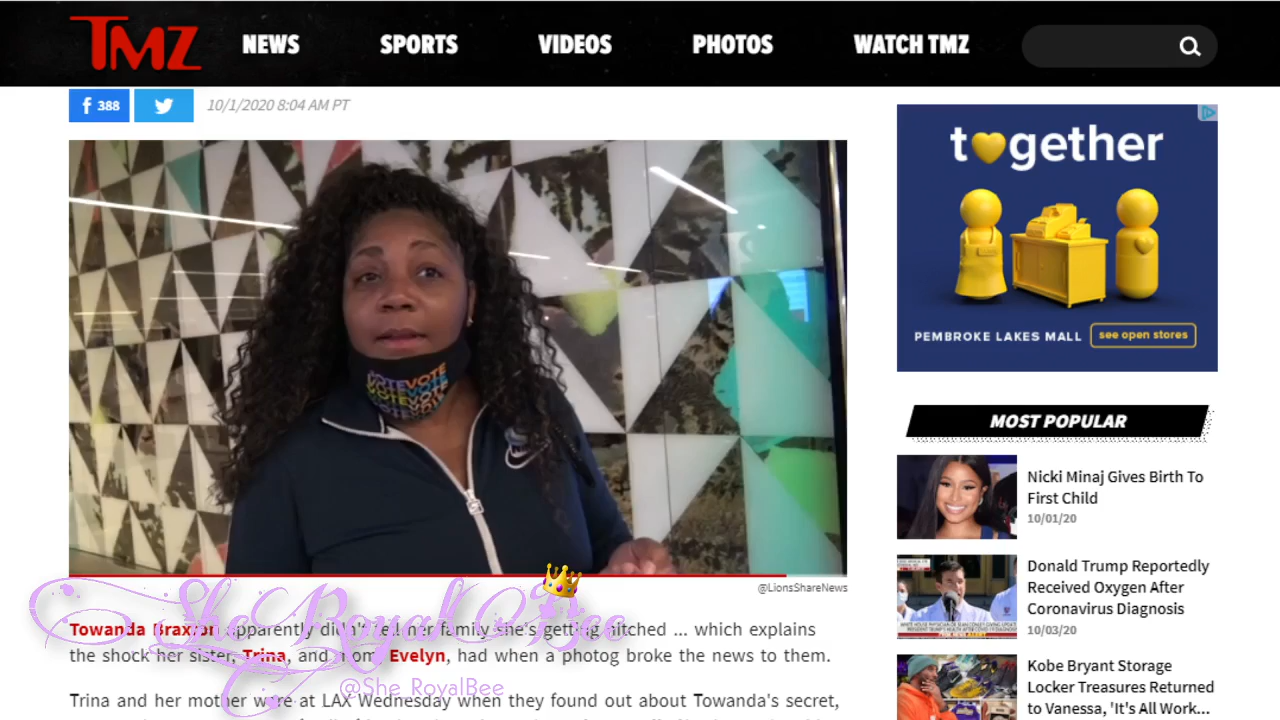 TMZ
NEWS
SPORTS
VIDEOS
PHOTOS
WATCH TMZ
388
10/1/2020 8:04 AM PT
VOTE VOTE
VOTE
@LionsShareNews
She Royal Bee
Towanda Braxton apparently didn't tell her family she's getting hitched ... which explains
the shock her sister, Trina, and mom, Evelyn, had when a photog broke the news to them.
@She_RoyalBee
Trina and her mother were at LAX Wednesday when they found out about Towanda's secret,
together
PEMBROKE LAKES MALL
see open stores
MOST POPULAR
Nicki Minaj Gives Birth To
First Child
10/01/20
Donald Trump Reportedly
Received Oxygen After
Coronavirus Diagnosis
10/03/20
Kobe Bryant Storage
Locker Treasures Returned
to Vanessa, 'It's All Work...